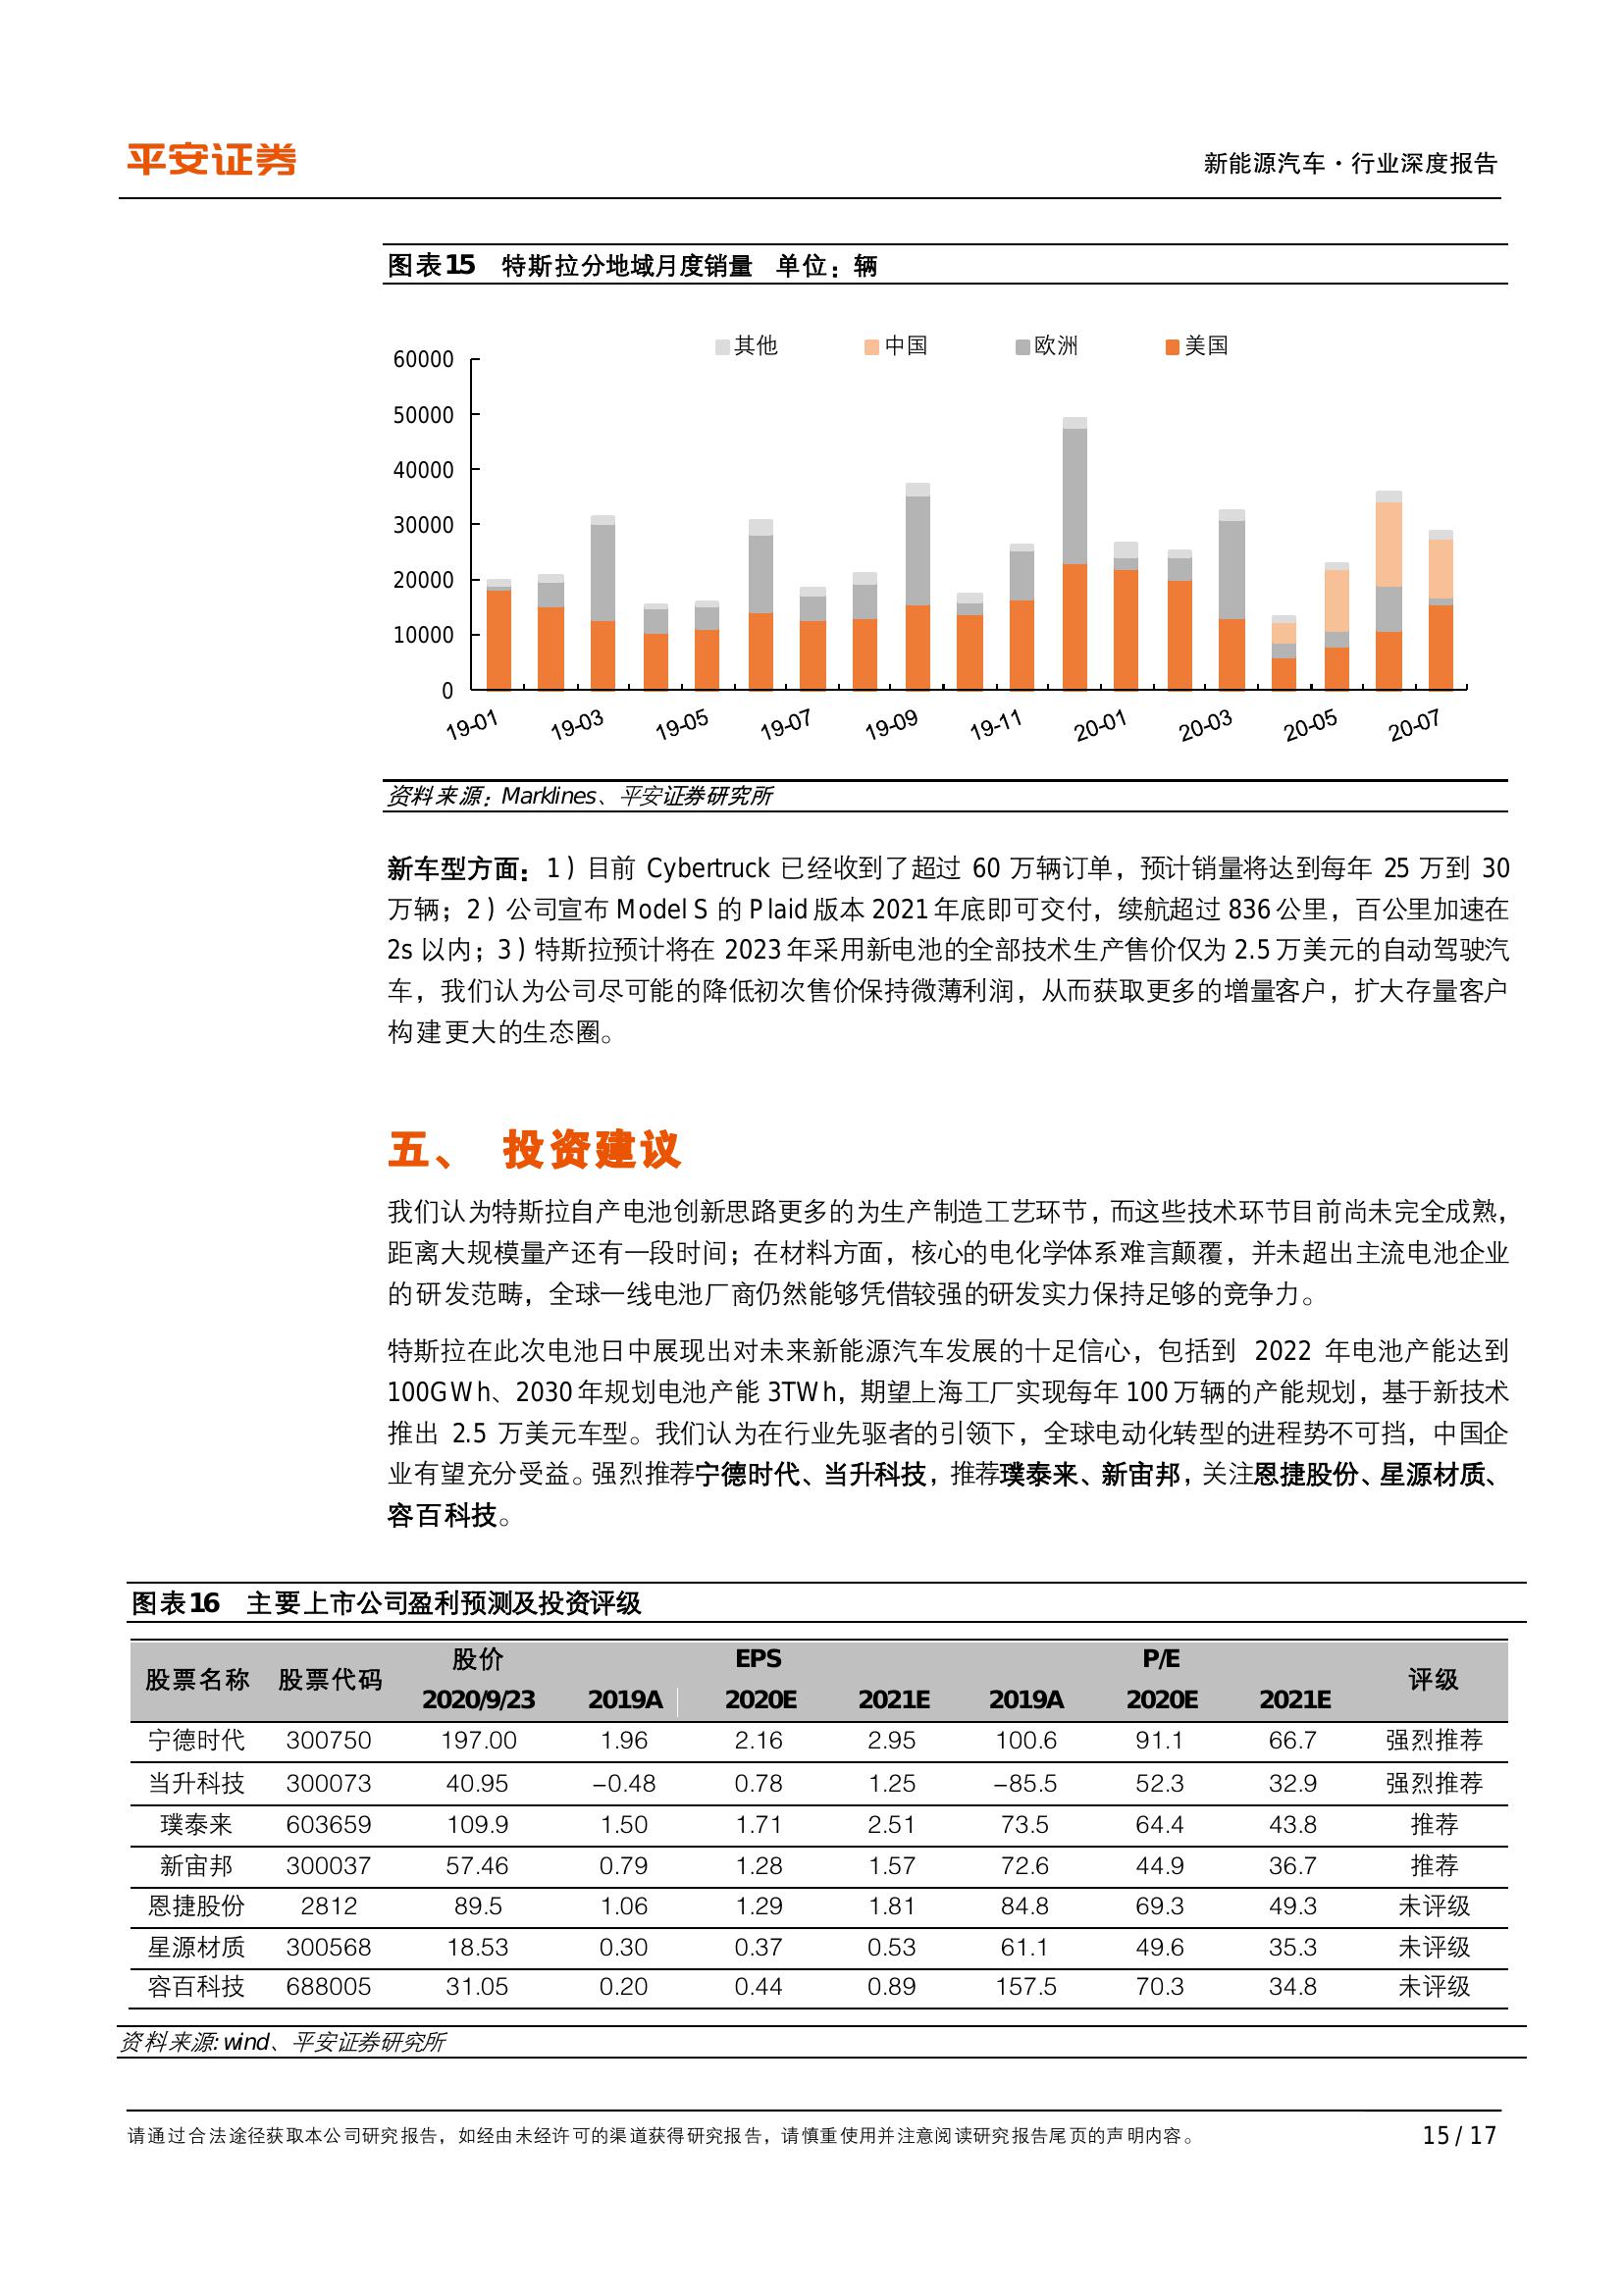 平安证券
新能源汽车·行业深度报告
图表15 特斯拉分地域月度销量 单位：辆
其他 中国 欧洲 美国
60000
50000
40000
30000
20000
10000
0
19-01 19-03 19-05 19-07 19-09 19-11 20-01 20-03 20-05 20-07
资料来源：Marklines、平安证券研究所
新车型方面：1）目前 Cybertruck 已经收到了超过 60 万辆订单，预计销量将达到每年 25 万到 30
万辆；2）公司宣布 Model S 的 Plaid 版本 2021 年底即可交付，续航超过 836 公里，百公里加速在
2s 以内；3）特斯拉预计将在 2023 年采用新电池的全部技术生产售价仅为 2.5 万美元的自动驾驶汽
车，我们认为公司尽可能的降低初次售价保持微薄利润，从而获取更多的增量客户，扩大存量客户
构建更大的生态圈。
五、 投资建议
我们认为特斯拉自产电池创新思路更多的为生产制造工艺环节，而这些技术环节目前尚未完全成熟，
距离大规模量产还有一段时间；在材料方面，核心的电化学体系难言颠覆，并未超出主流电池企业
的研发范畴，全球一线电池厂商仍然能够凭借较强的研发实力保持足够的竞争力。
特斯拉在此次电池日中展现出对未来新能源汽车发展的十足信心，包括到 2022 年电池产能达到
100GWh、2030 年规划电池产能 3TWh，期望上海工厂实现每年 100 万辆的产能规划，基于新技术
推出 2.5 万美元车型。我们认为在行业先驱者的引领下，全球电动化转型的进程势不可挡，中国企
业有望充分受益。强烈推荐宁德时代、当升科技，推荐璞泰来、新宙邦，关注恩捷股份、星源材质、
容百科技。
图表16 主要上市公司盈利预测及投资评级
股票名称 股票代码 股价 EPS P/E 评级
2020/9/23 2019A 2020E 2021E 2019A 2020E 2021E
宁德时代 300750 197.00 1.96 2.16 2.95 100.6 91.1 66.7 强烈推荐
当升科技 300073 40.95 -0.48 0.78 1.25 -85.5 52.3 32.9 强烈推荐
璞泰来 603659 109.9 1.50 1.71 2.51 73.5 64.4 43.8 推荐
新宙邦 300037 57.46 0.79 1.28 1.57 72.6 44.9 36.7 推荐
恩捷股份 2812 89.5 1.06 1.29 1.81 84.8 69.3 49.3 未评级
星源材质 300568 18.53 0.30 0.37 0.53 61.1 49.6 35.3 未评级
容百科技 688005 31.05 0.20 0.44 0.89 157.5 70.3 34.8 未评级
资料来源：wind、平安证券研究所
请通过合法途径获取本公司研究报告，如经由未经许可的渠道获得研究报告，请慎重使用并注意阅读研究报告尾页的声明内容。
15 / 17